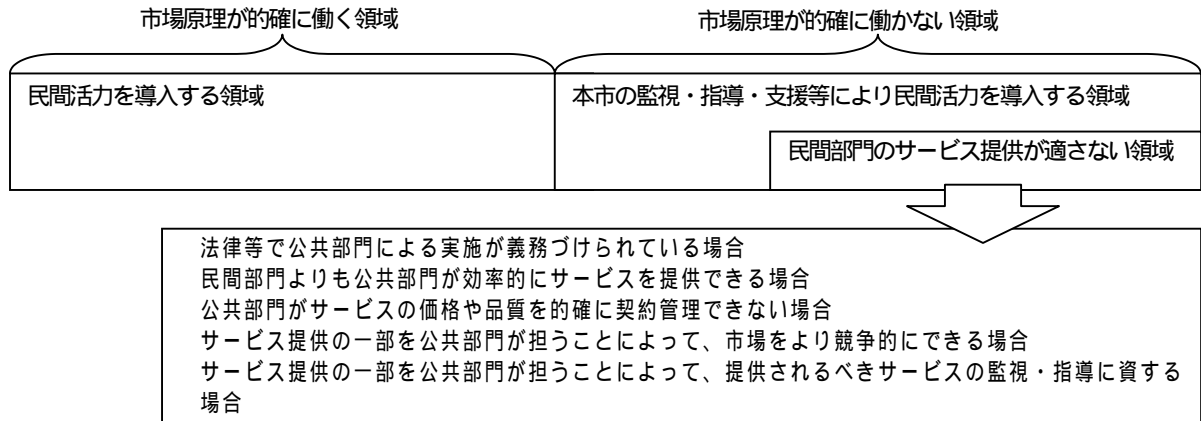 市場原理が的確に働く領域
市場原理が的確に働かない領域
民間活力を導入する領域
本市の監視・指導・支援等により民間活力を導入する領域
民間部門のサービス提供が適さない領域
法律等で公共部門による実施が義務づけられている場合
民間部門よりも公共部門が効率的にサービスを提供できる場合
公共部門がサービスの価格や品質を的確に契約管理できない場合
サービス提供の一部を公共部門が担うことによって、市場をより競争的にできる場合
サービス提供の一部を公共部門が担うことによって、提供されるべきサービスの監視・指導に資する
場合